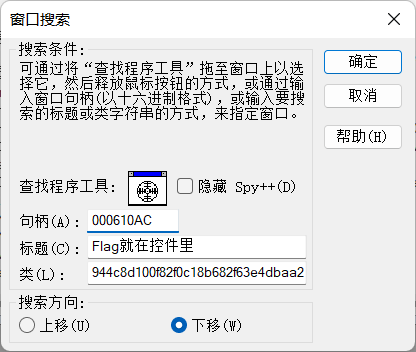 窗口搜索
搜索条件:
可通过将“查找程序工具”拖至窗口上以选
择它，然后释放鼠标按钮的方式，或通过输
入窗口句柄(以十六进制格式)，或输入要搜
索的标题或类字符串的方式，来指定窗口。
确定
取消
帮助(H)
查找程序工具:
隐藏 Spy++(D)
句柄(A): 000610AC
标题(C): Flag就在控件里
类(L): 944c8d100f82f0c18b682f63e4dbaa2
搜索方向:
上移(U) 下移(W)